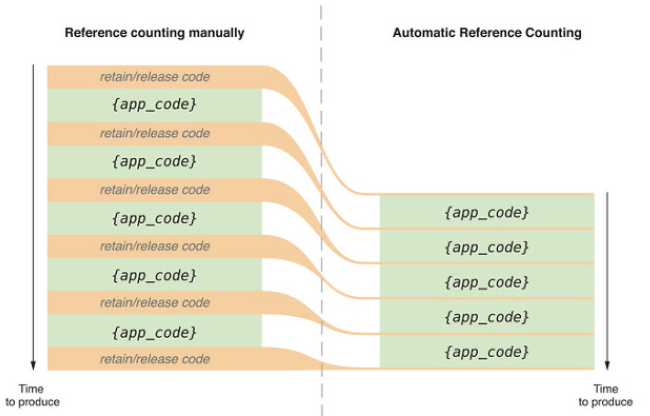 Reference counting manually
Automatic Reference Counting
retain/release code
{app_code}
retain/release code
{app_code}
retain/release code
{app_code}
retain/release code
{app_code}
retain/release code
{app_code}
retain/release code
Time
to produce
{app_code}
{app_code}
{app_code}
{app_code}
{app_code}
Time
to produce